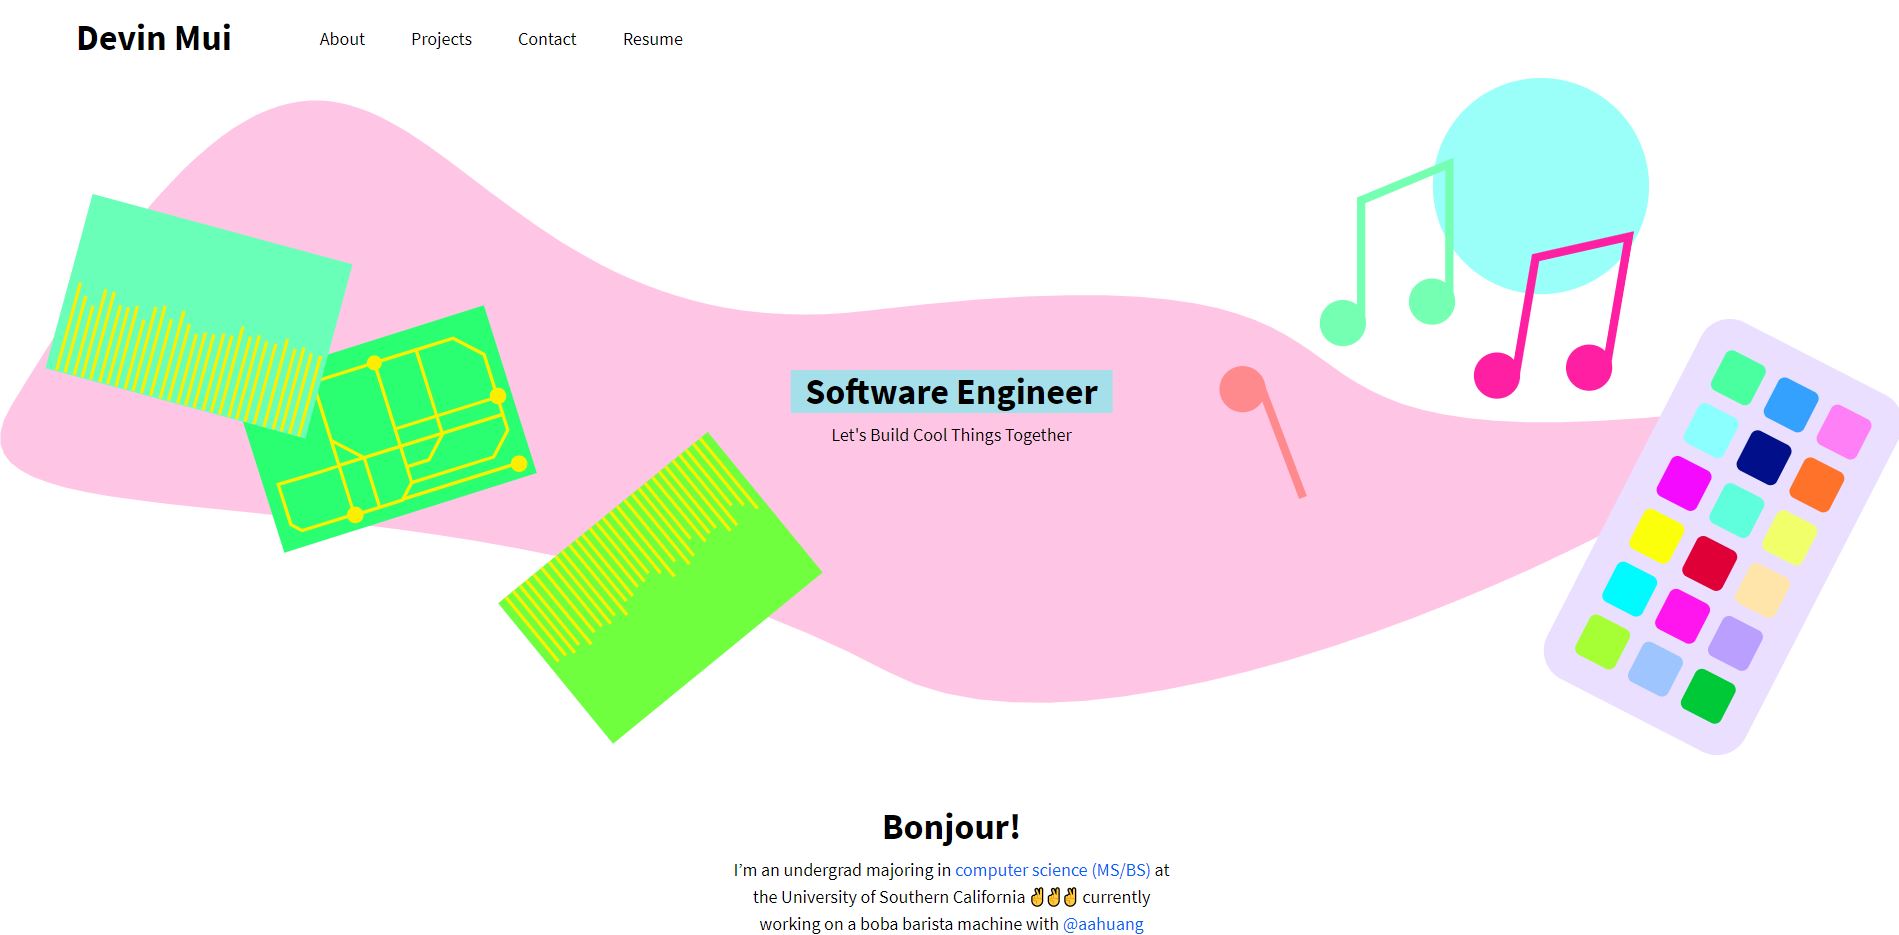 Devin Mui
About
Projects
Contact
Resume
Software Engineer
Let's Build Cool Things Together
Bonjour!
I’m an undergrad majoring in computer science (MS/BS) at
the University of Southern California ✌️✌️✌️ currently
working on a boba barista machine with @aahuang